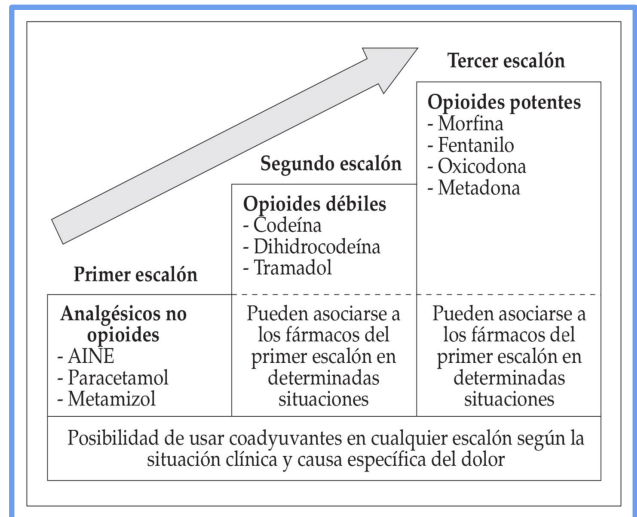 Tercer escalón
Opioides potentes
- Morfina
- Fentanilo
- Oxicodona
- Metadona
Segundo escalón
Opioides débiles
- Codeína
- Dihidrocodeína
- Tramadol
Primer escalón
Analgésicos no
opioides
- AINE
- Paracetamol
- Metamizol
Pueden asociarse a
los fármacos del
primer escalón en
determinadas
situaciones
Pueden asociarse a
los fármacos del
primer escalón en
determinadas
situaciones
Posibilidad de usar coadyuvantes en cualquier escalón según la
situación clínica y causa específica del dolor